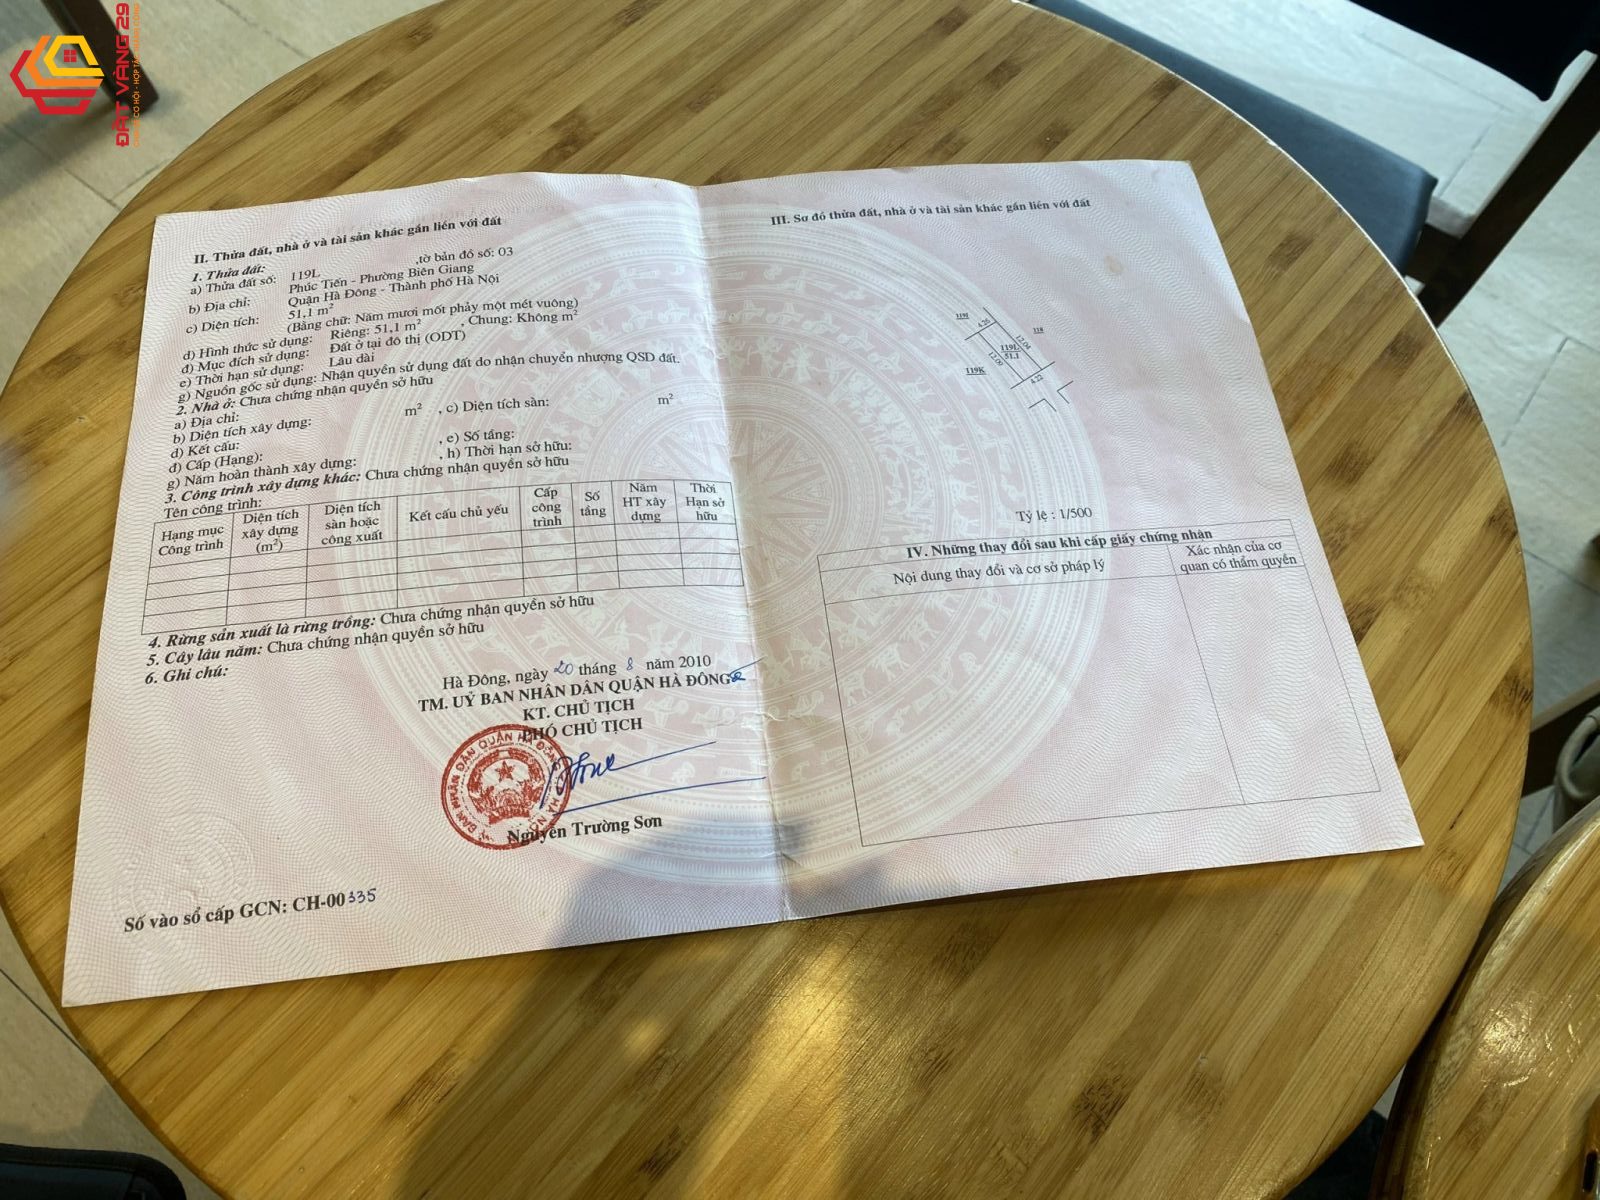 ĐẤT VÀNG 29
II. Thửa đất, nhà ở và tài sản khác gắn liền với đất
1. Thửa đất:
a) Thửa đất số: 119L ,tờ bản đồ số: 03
b) Địa chỉ: Phúc Tiến - Phường Biên Giang
Quận Hà Đông - Thành phố Hà Nội
c) Diện tích: 51,1 m²
(Bằng chữ: Năm mươi mốt phảy một mét vuông)
d) Hình thức sử dụng: Riêng: 51,1 m² , Chung: Không m²
đ) Mục đích sử dụng: Đất ở tại đô thị (ODT)
e) Thời hạn sử dụng: Lâu dài
g) Nguồn gốc sử dụng: Nhận quyền sử dụng đất do nhận chuyển nhượng QSD đất.
2. Nhà ở: Chưa chứng nhận quyền sở hữu
a) Địa chỉ:
b) Diện tích xây dựng: m² , c) Diện tích sàn: m²
d) Kết cấu: , e) Số tầng:
đ) Cấp (Hạng): , h) Thời hạn sở hữu:
g) Năm hoàn thành xây dựng:
3. Công trình xây dựng khác: Chưa chứng nhận quyền sở hữu
Tên công trình:
Hạng mục Công trình
Diện tích xây dựng (m²)
Diện tích sàn hoặc công xuất
Kết cấu chủ yếu
Cấp công trình
Số tầng
Năm HT xây dựng
Thời Hạn sở hữu
4. Rừng sản xuất là rừng trồng: Chưa chứng nhận quyền sở hữu
5. Cây lâu năm: Chưa chứng nhận quyền sở hữu
6. Ghi chú:
Hà Đông, ngày 20 tháng 8 năm 2010
TM. UỶ BAN NHÂN DÂN QUẬN HÀ ĐÔNG
KT. CHỦ TỊCH
PHÓ CHỦ TỊCH
Nguyễn Trường Sơn
Số vào sổ cấp GCN: CH-00335
III. Sơ đồ thửa đất, nhà ở và tài sản khác gắn liền với đất
119J
4.26
118
12.04
119L
51.1
12.00
119K
4.22
Tỷ lệ : 1/500
IV. Những thay đổi sau khi cấp giấy chứng nhận
Nội dung thay đổi và cơ sở pháp lý
Xác nhận của cơ quan có thẩm quyền